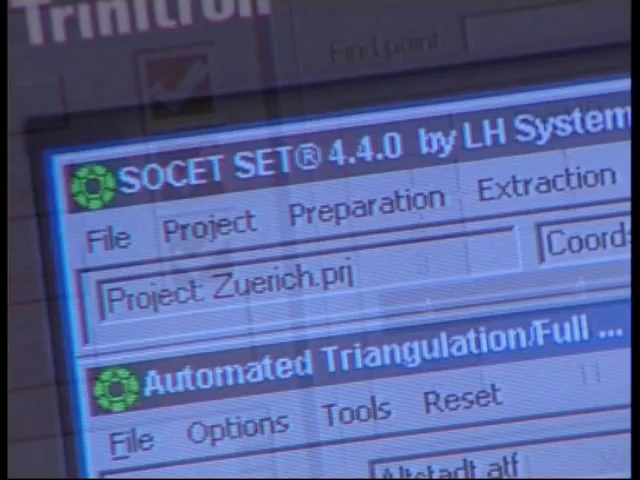 Trinitron
Find point
SOCET SET® 4.4.0 by LH System
File Project Preparation Extraction
Project: Zuerich.prj Coord
Automated Triangulation/Full ...
File Options Tools Reset
Altstadt.atf